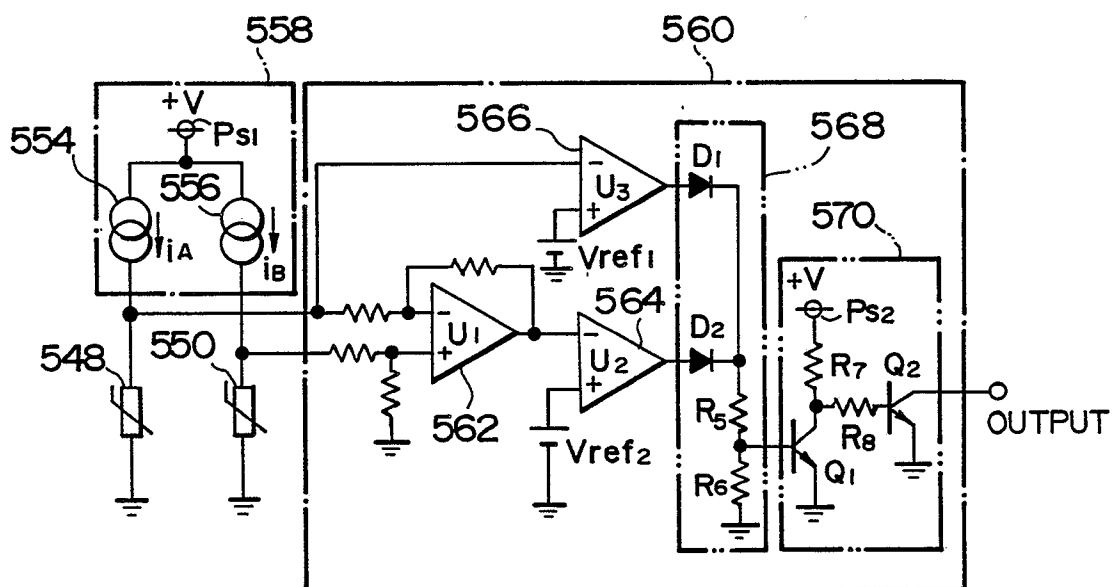 558
560
+V
Ps1
554
556
iA
iB
566
D1
568
U3
Vref1
570
+V
Ps2
564
D2
U1
U2
548
550
562
Vref2
R5
R6
R7
Q2
R8
Q1
OUTPUT
−
+
−
+
−
+